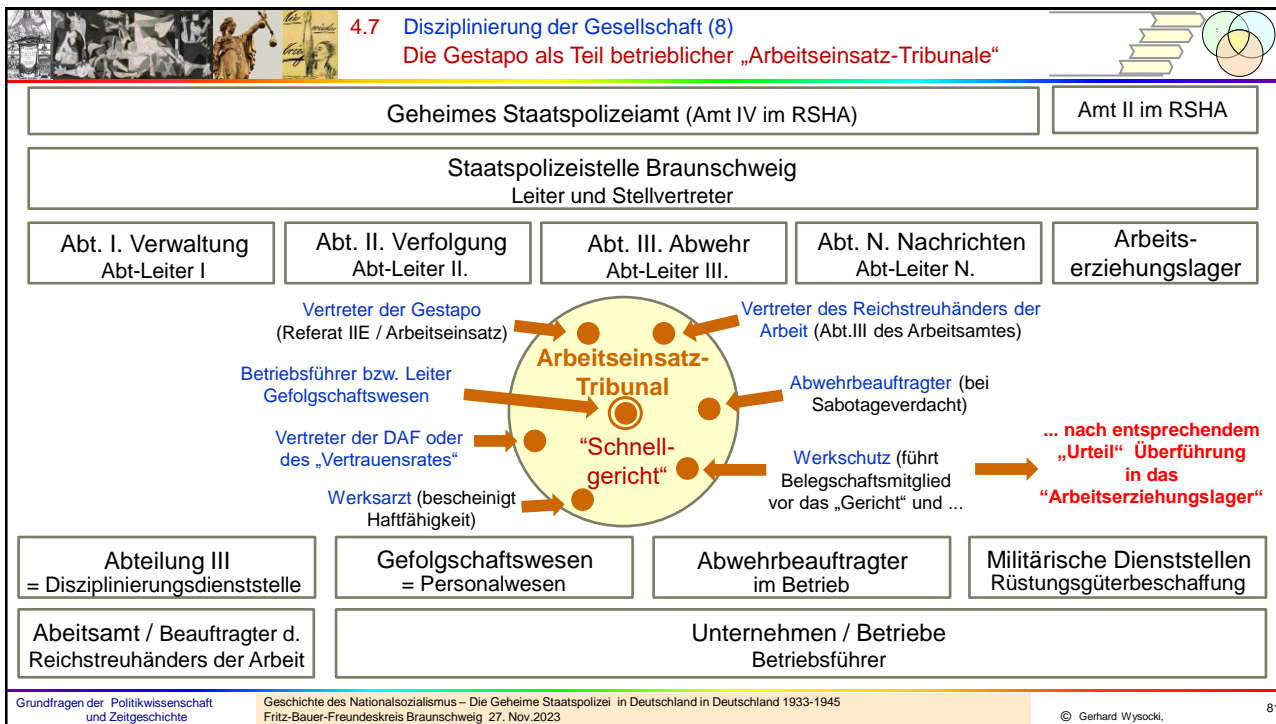 4.7 Disziplinierung der Gesellschaft (8)
Die Gestapo als Teil betrieblicher „Arbeitseinsatz-Tribunale“
Geheimes Staatspolizeiamt (Amt IV im RSHA)
Amt II im RSHA
Staatspolizeistelle Braunschweig
Leiter und Stellvertreter
Abt. I. Verwaltung
Abt-Leiter I
Abt. II. Verfolgung
Abt-Leiter II.
Abt. III. Abwehr
Abt-Leiter III.
Abt. N. Nachrichten
Abt-Leiter N.
Arbeits-
erziehungslager
Vertreter der Gestapo
(Referat IIE / Arbeitseinsatz)
Vertreter des Reichstreuhänders der
Arbeit (Abt.III des Arbeitsamtes)
Arbeitseinsatz-
Tribunal
Betriebsführer bzw. Leiter
Gefolgschaftswesen
Abwehrbeauftragter (bei
Sabotageverdacht)
Vertreter der DAF oder
des „Vertrauensrates“
“Schnell-
gericht“
Werkschutz (führt
Belegschaftsmitglied
vor das „Gericht“ und ...
... nach entsprechendem
„Urteil“ Überführung
in das
“Arbeitserziehungslager“
Werksarzt (bescheinigt
Haftfähigkeit)
Abteilung III
= Disziplinierungsdienststelle
Gefolgschaftswesen
= Personalwesen
Abwehrbeauftragter
im Betrieb
Militärische Dienststellen
Rüstungsgüterbeschaffung
Abeitsamt / Beauftragter d.
Reichstreuhänders der Arbeit
Unternehmen / Betriebe
Betriebsführer
Grundfragen der Politikwissenschaft
und Zeitgeschichte
Geschichte des Nationalsozialismus – Die Geheime Staatspolizei in Deutschland in Deutschland 1933-1945
Fritz-Bauer-Freundeskreis Braunschweig 27. Nov.2023
© Gerhard Wysocki,
81